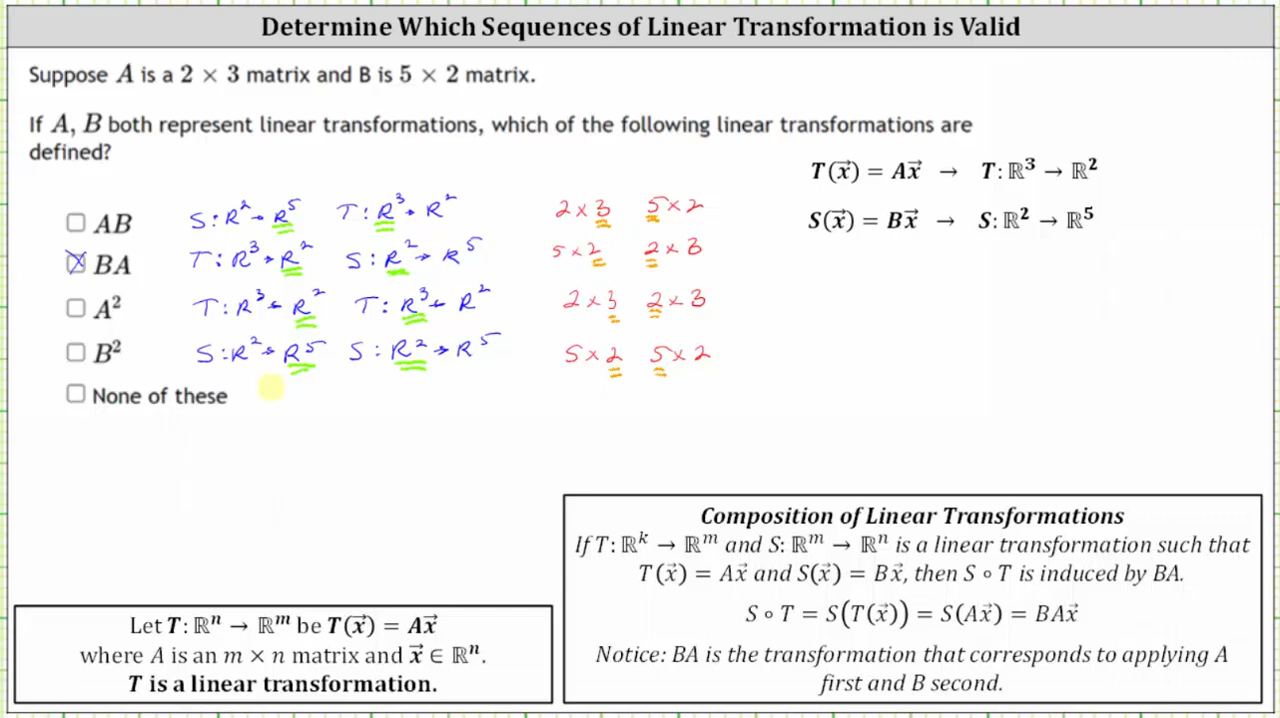 Determine Which Sequences of Linear Transformation is Valid
Suppose A is a 2 × 3 matrix and B is 5 × 2 matrix.
If A, B both represent linear transformations, which of the following linear transformations are
defined?
T(x⃗) = Ax⃗ → T: ℝ³ → ℝ²
S(x⃗) = Bx⃗ → S: ℝ² → ℝ⁵
AB S: R² → R⁵ T: R³ → R² 2 × 3 5 × 2
BA T: R³ → R² S: R² → R⁵ 5 × 2 2 × 3
A² T: R³ → R² T: R³ → R² 2 × 3 2 × 3
B² S: R² → R⁵ S: R² → R⁵ 5 × 2 5 × 2
None of these
Let T: ℝⁿ → ℝᵐ be T(x⃗) = Ax⃗
where A is an m × n matrix and x⃗ ∈ ℝⁿ.
T is a linear transformation.
Composition of Linear Transformations
If T: ℝᵏ → ℝᵐ and S: ℝᵐ → ℝⁿ is a linear transformation such that
T(x⃗) = Ax⃗ and S(x⃗) = Bx⃗, then S ∘ T is induced by BA.
S ∘ T = S(T(x⃗)) = S(Ax⃗) = BAx⃗
Notice: BA is the transformation that corresponds to applying A
first and B second.